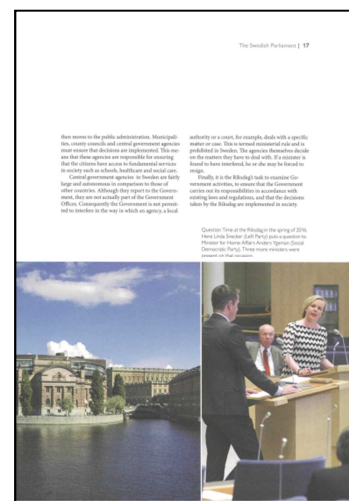 The Swedish Parliament | 17
then moves to the public administration. Municipali-
ties, county councils and central government agencies
must ensure that decisions are implemented. This me-
ans that these agencies are responsible for ensuring
that the citizens have access to fundamental services
in society such as schools, healthcare and social care.
Central government agencies in Sweden are fairly
large and autonomous in comparison to those of
other countries. Although they report to the Govern-
ment, they are not actually part of the Government
Offices. Consequently the Government is not permit-
ted to interfere in the way in which an agency, a local
authority or a court, for example, deals with a specific
matter or case. This is termed ministerial rule and is
prohibited in Sweden. The agencies themselves decide
on the matters they have to deal with. If a minister is
found to have interfered, he or she may be forced to
resign.
Finally, it is the Riksdag's task to examine Go-
vernment activities, to ensure that the Government
carries out its responsibilities in accordance with
existing laws and regulations, and that the decisions
taken by the Riksdag are implemented in society.
Question Time at the Riksdag in the spring of 2016.
Here Linda Snecker (Left Party) puts a question to
Minister for Home Affairs Anders Ygeman (Social
Democratic Party). Three more ministers were
present on that occasion.